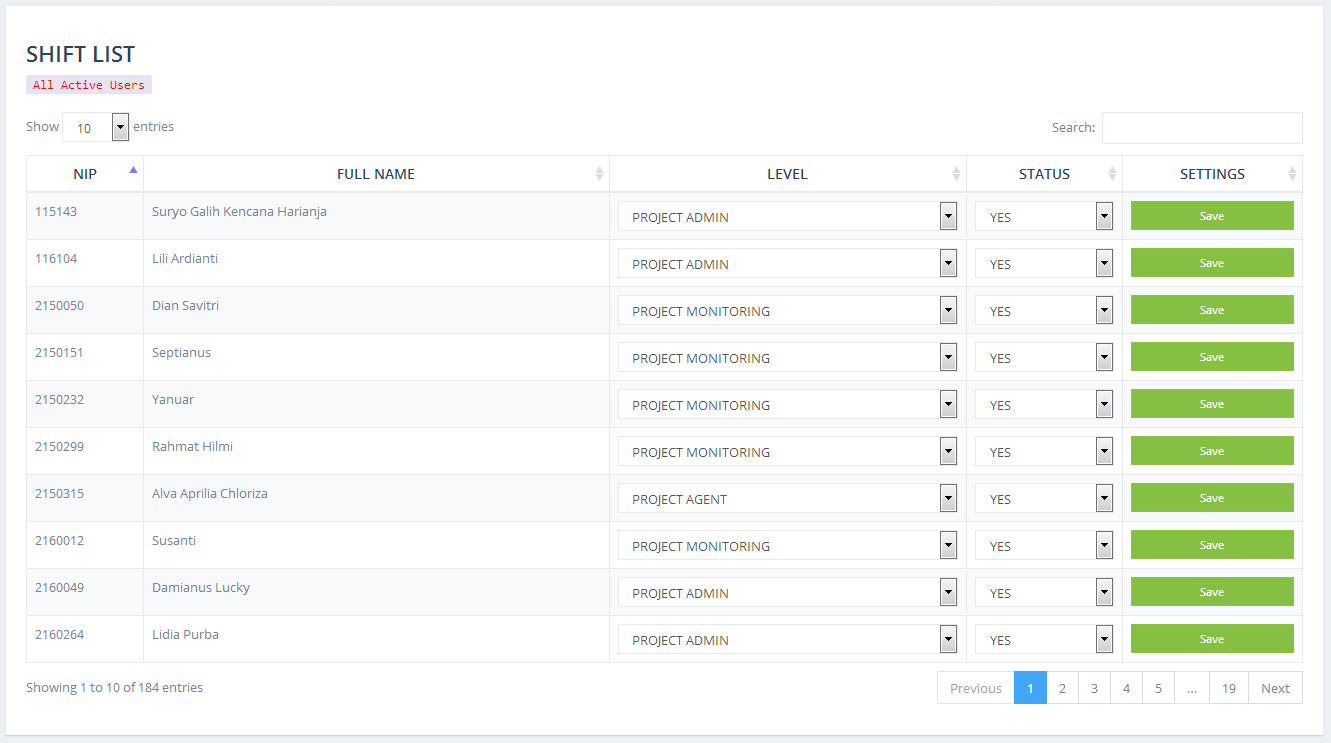 SHIFT LIST
All Active Users
Show 10 entries Search:
NIP FULL NAME LEVEL STATUS SETTINGS
115143 Suryo Galih Kencana Harianja PROJECT ADMIN YES Save
116104 Lili Ardianti PROJECT ADMIN YES Save
2150050 Dian Savitri PROJECT MONITORING YES Save
2150151 Septianus PROJECT MONITORING YES Save
2150232 Yanuar PROJECT MONITORING YES Save
2150299 Rahmat Hilmi PROJECT MONITORING YES Save
2150315 Alva Aprilia Chloriza PROJECT AGENT YES Save
2160012 Susanti PROJECT MONITORING YES Save
2160049 Damianus Lucky PROJECT ADMIN YES Save
2160264 Lidia Purba PROJECT ADMIN YES Save
Showing 1 to 10 of 184 entries Previous 1 2 3 4 5 ... 19 Next